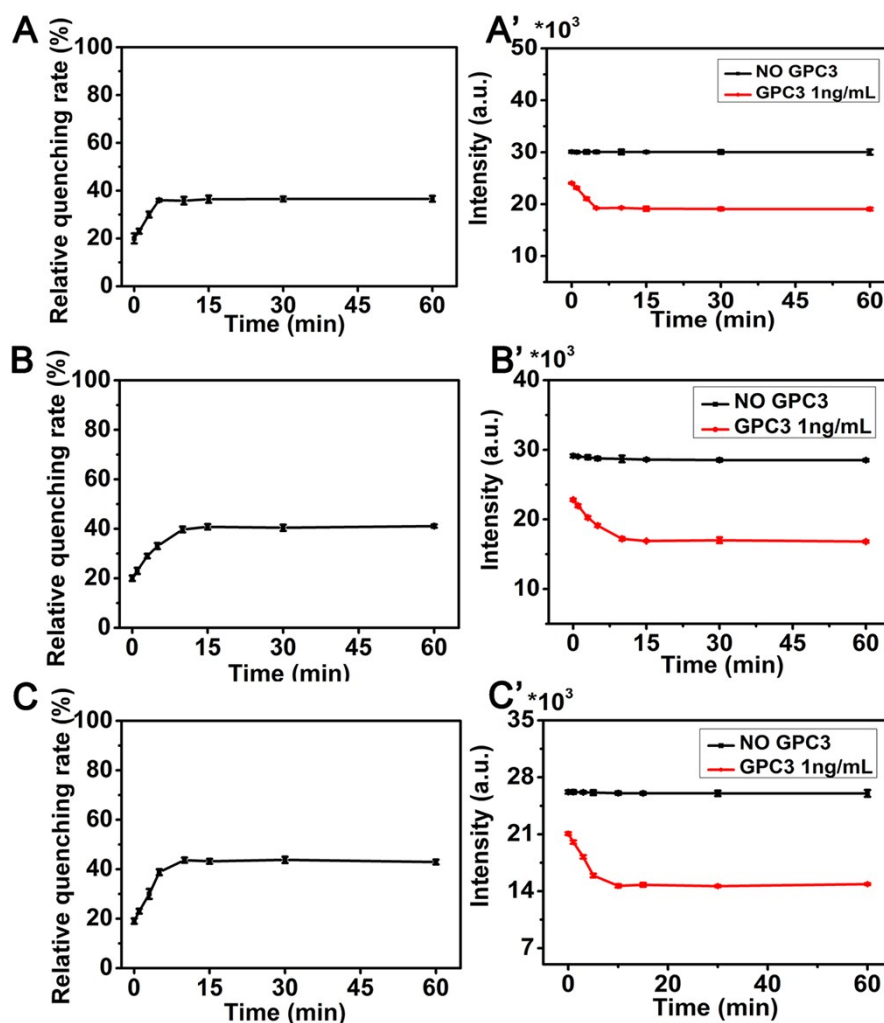 A
Relative quenching rate (%)
100
80
60
40
20
0
0 15 30 45 60
Time (min)
A' *10³
Intensity (a.u.)
50
40
30
20
10
NO GPC3
GPC3 1ng/mL
0 15 30 45 60
Time (min)
B
Relative quenching rate (%)
100
80
60
40
20
0
0 15 30 45 60
Time (min)
B' *10³
Intensity (a.u.)
40
30
20
10
NO GPC3
GPC3 1ng/mL
0 15 30 45 60
Time (min)
C
Relative quenching rate (%)
100
80
60
40
20
0
0 15 30 45 60
Time (min)
C' *10³
Intensity (a.u.)
35
28
21
14
7
NO GPC3
GPC3 1ng/mL
0 20 40 60
Time (min)